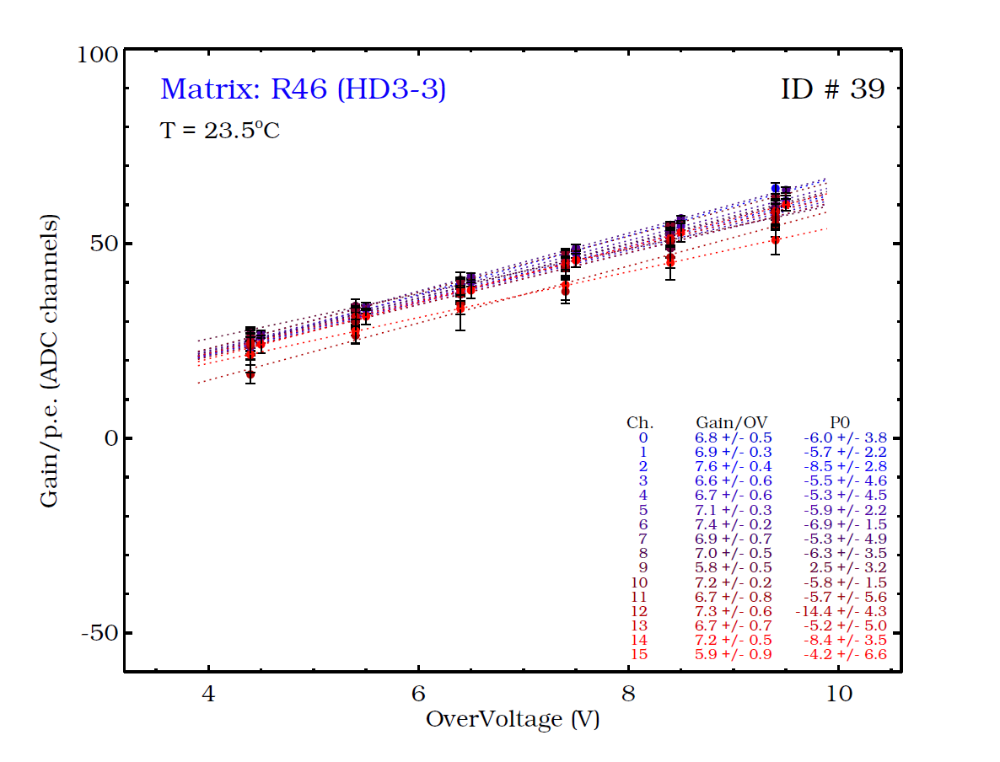 100
Matrix: R46 (HD3-3)
ID # 39
T = 23.5°C
50
0
-50
Gain/p.e. (ADC channels)
Ch. Gain/OV P0
0 6.8 +/- 0.5 -6.0 +/- 3.8
1 6.9 +/- 0.3 -5.7 +/- 2.2
2 7.6 +/- 0.4 -8.5 +/- 2.8
3 6.6 +/- 0.6 -5.5 +/- 4.6
4 6.7 +/- 0.6 -5.3 +/- 4.5
5 7.1 +/- 0.3 -5.9 +/- 2.2
6 7.4 +/- 0.2 -6.9 +/- 1.5
7 6.9 +/- 0.7 -5.3 +/- 4.9
8 7.0 +/- 0.5 -6.3 +/- 3.5
9 5.8 +/- 0.5 2.5 +/- 3.2
10 7.2 +/- 0.2 -5.8 +/- 1.5
11 6.7 +/- 0.8 -5.7 +/- 5.6
12 7.3 +/- 0.6 -14.4 +/- 4.3
13 6.7 +/- 0.7 -5.2 +/- 5.0
14 7.2 +/- 0.5 -8.4 +/- 3.5
15 5.9 +/- 0.9 -4.2 +/- 6.6
4 6 8 10
OverVoltage (V)